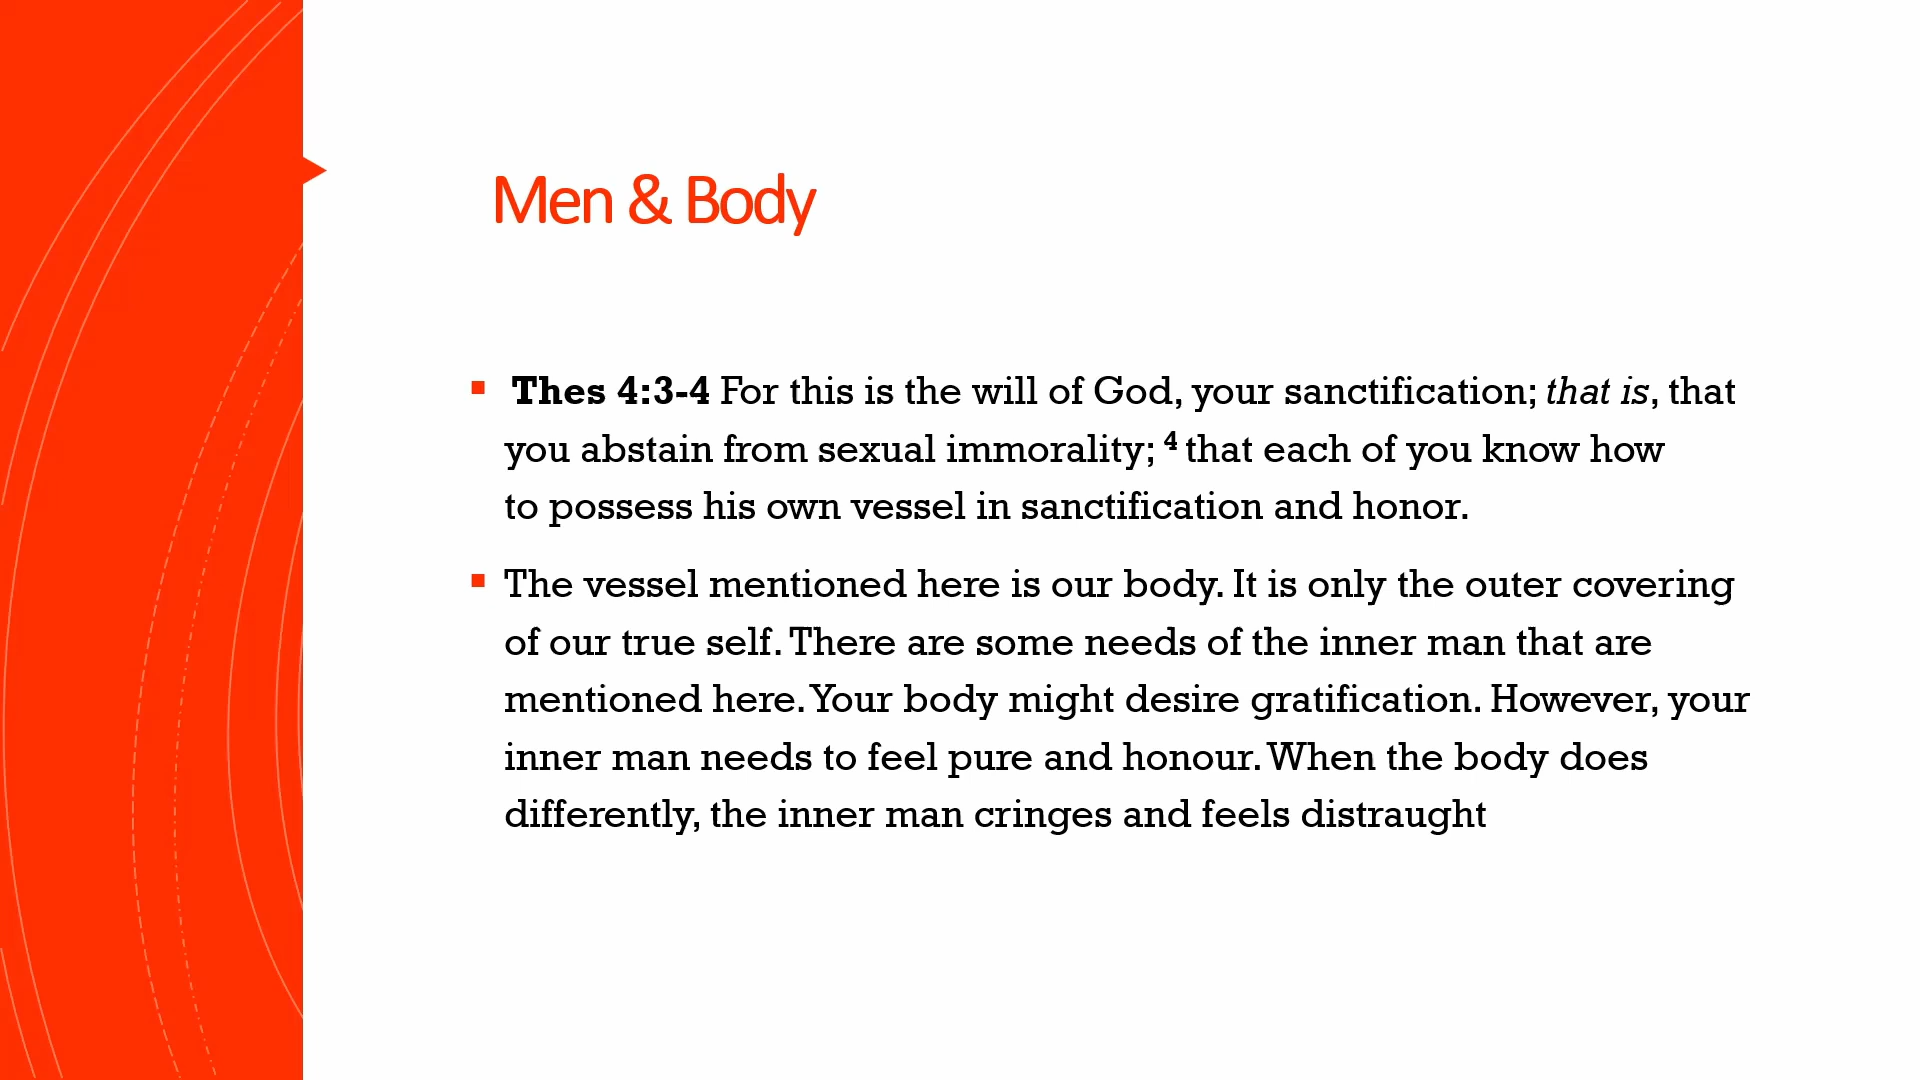 Men & Body
Thes 4:3-4 For this is the will of God, your sanctification; that is, that
you abstain from sexual immorality; 4 that each of you know how
to possess his own vessel in sanctification and honor.
The vessel mentioned here is our body. It is only the outer covering
of our true self. There are some needs of the inner man that are
mentioned here. Your body might desire gratification. However, your
inner man needs to feel pure and honour. When the body does
differently, the inner man cringes and feels distraught